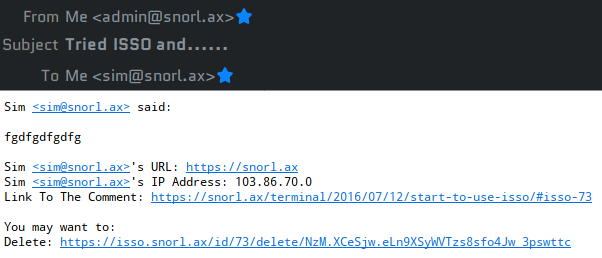 From Me <admin@snorl.ax>
Subject Tried ISSO and......
To Me <sim@snorl.ax>
Sim <sim@snorl.ax> said:
fgdfgdfgdfg
Sim <sim@snorl.ax>'s URL: https://snorl.ax
Sim <sim@snorl.ax>'s IP Address: 103.86.70.0
Link To The Comment: https://snorl.ax/terminal/2016/07/12/start-to-use-isso/#isso-73
You may want to:
Delete: https://isso.snorl.ax/id/73/delete/NzM.XCeSjw.eLn9XSyWVTzs8sfo4Jw_3pswttc